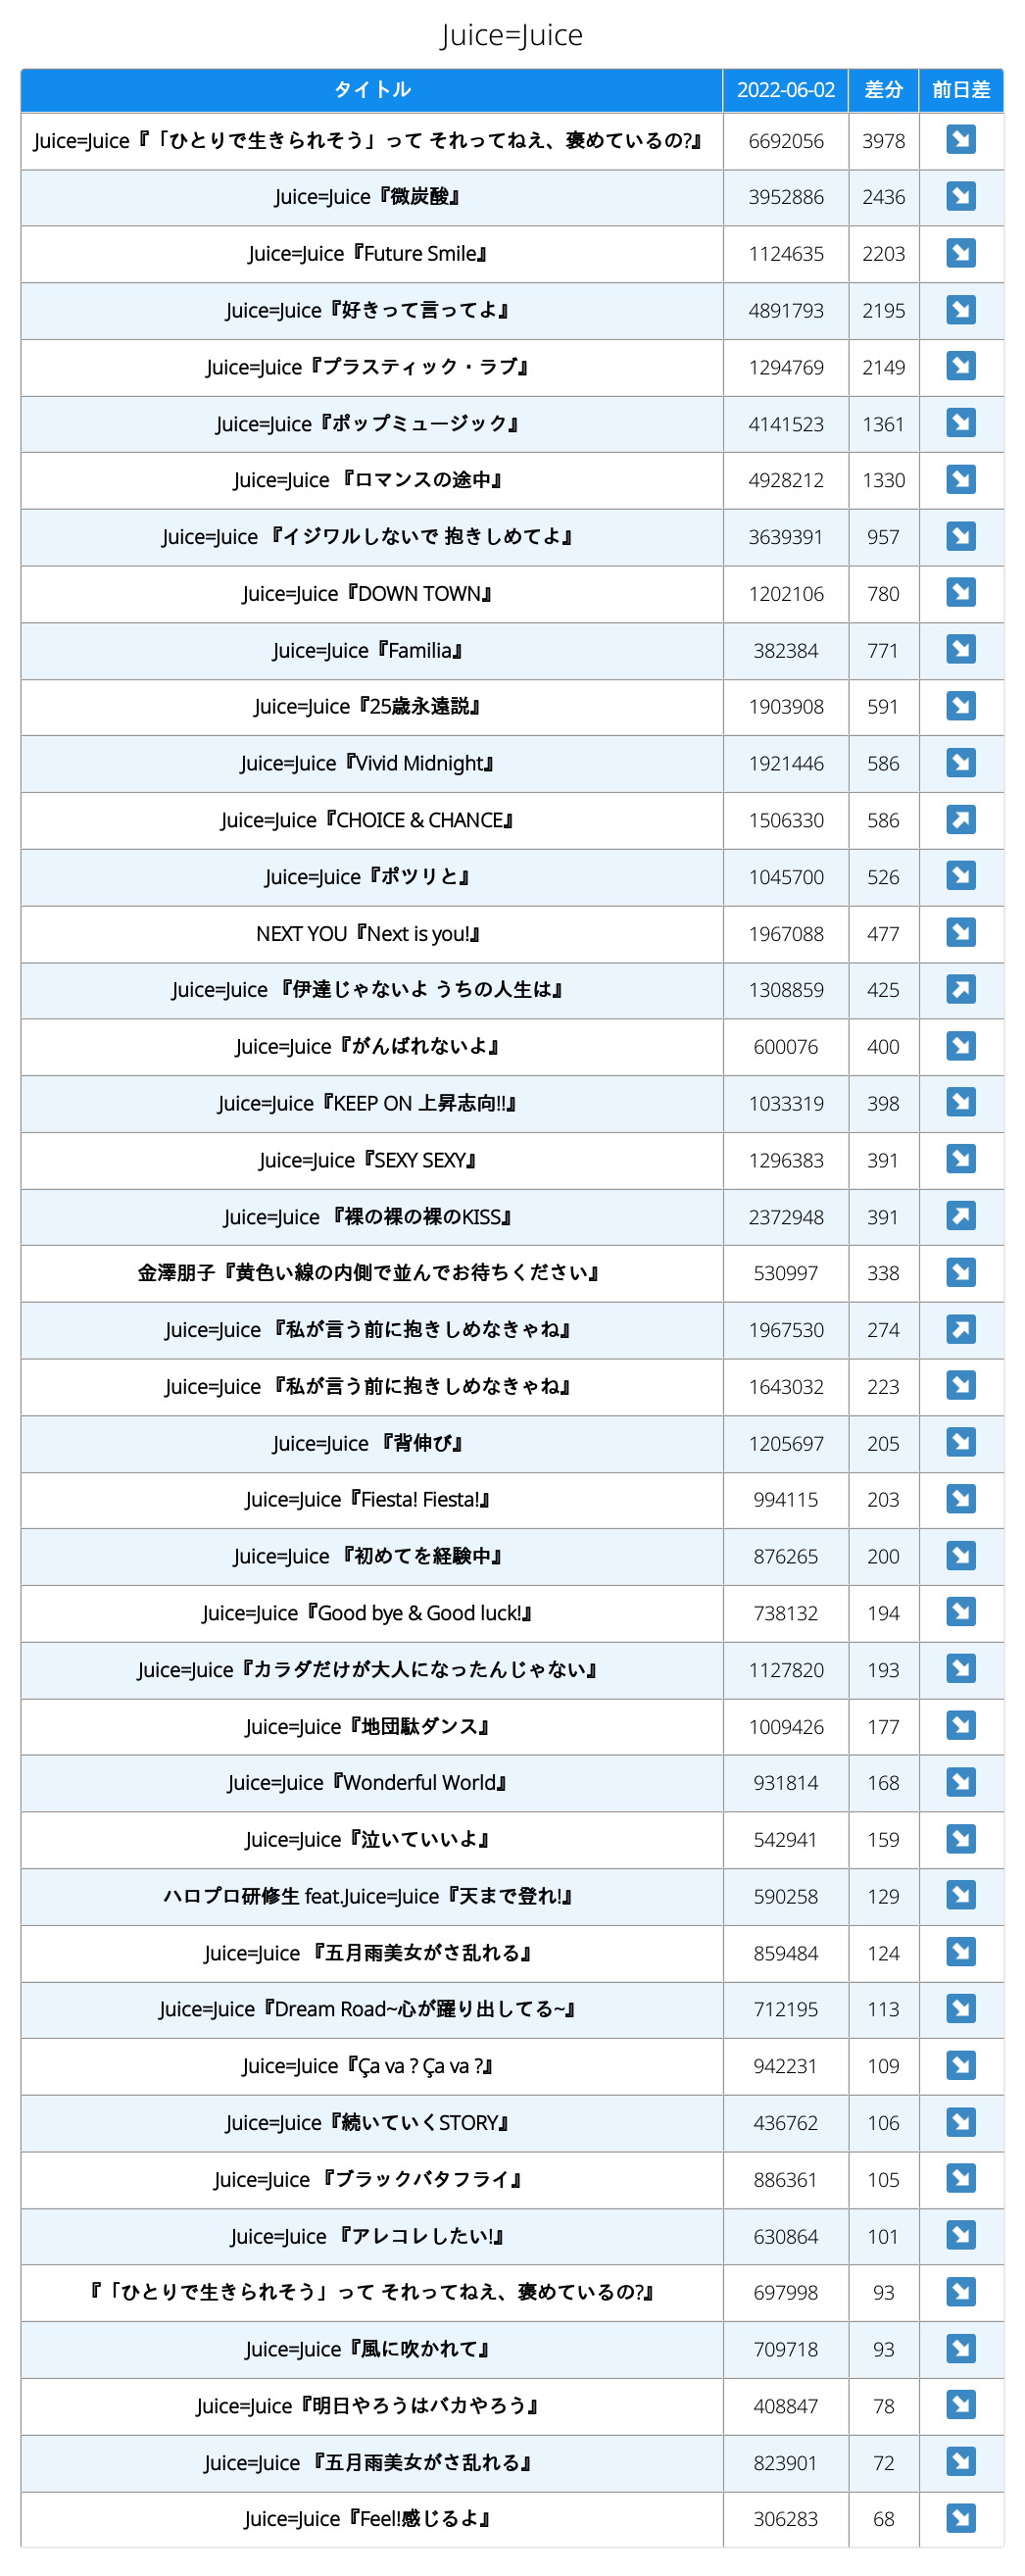 Juice=Juice
タイトル 2022-06-02 差分 前日差
Juice=Juice『「ひとりで生きられそう」って それってねえ、褒めているの?』 6692056 3978 ↘
Juice=Juice『微炭酸』 3952886 2436 ↘
Juice=Juice『Future Smile』 1124635 2203 ↘
Juice=Juice『好きって言ってよ』 4891793 2195 ↘
Juice=Juice『プラスティック・ラブ』 1294769 2149 ↘
Juice=Juice『ポップミュージック』 4141523 1361 ↘
Juice=Juice 『ロマンスの途中』 4928212 1330 ↘
Juice=Juice 『イジワルしないで 抱きしめてよ』 3639391 957 ↘
Juice=Juice『DOWN TOWN』 1202106 780 ↘
Juice=Juice『Familia』 382384 771 ↘
Juice=Juice『25歳永遠説』 1903908 591 ↘
Juice=Juice『Vivid Midnight』 1921446 586 ↘
Juice=Juice『CHOICE & CHANCE』 1506330 586 ↗
Juice=Juice『ポツリと』 1045700 526 ↘
NEXT YOU『Next is you!』 1967088 477 ↘
Juice=Juice 『伊達じゃないよ うちの人生は』 1308859 425 ↗
Juice=Juice『がんばれないよ』 600076 400 ↘
Juice=Juice『KEEP ON 上昇志向!!』 1033319 398 ↘
Juice=Juice『SEXY SEXY』 1296383 391 ↘
Juice=Juice 『裸の裸の裸のKISS』 2372948 391 ↗
金澤朋子『黄色い線の内側で並んでお待ちください』 530997 338 ↘
Juice=Juice 『私が言う前に抱きしめなきゃね』 1967530 274 ↗
Juice=Juice 『私が言う前に抱きしめなきゃね』 1643032 223 ↘
Juice=Juice 『背伸び』 1205697 205 ↘
Juice=Juice『Fiesta! Fiesta!』 994115 203 ↘
Juice=Juice 『初めてを経験中』 876265 200 ↘
Juice=Juice『Good bye & Good luck!』 738132 194 ↘
Juice=Juice『カラダだけが大人になったんじゃない』 1127820 193 ↘
Juice=Juice『地団駄ダンス』 1009426 177 ↘
Juice=Juice『Wonderful World』 931814 168 ↘
Juice=Juice『泣いていいよ』 542941 159 ↘
ハロプロ研修生 feat.Juice=Juice『天まで登れ!』 590258 129 ↘
Juice=Juice 『五月雨美女がさ乱れる』 859484 124 ↘
Juice=Juice『Dream Road~心が躍り出してる~』 712195 113 ↘
Juice=Juice『Ça va ? Ça va ?』 942231 109 ↘
Juice=Juice『続いていくSTORY』 436762 106 ↘
Juice=Juice 『ブラックバタフライ』 886361 105 ↘
Juice=Juice 『アレコレしたい!』 630864 101 ↘
『「ひとりで生きられそう」って それってねえ、褒めているの?』 697998 93 ↘
Juice=Juice『風に吹かれて』 709718 93 ↘
Juice=Juice『明日やろうはバカやろう』 408847 78 ↘
Juice=Juice 『五月雨美女がさ乱れる』 823901 72 ↘
Juice=Juice『Feel!感じるよ』 306283 68 ↘